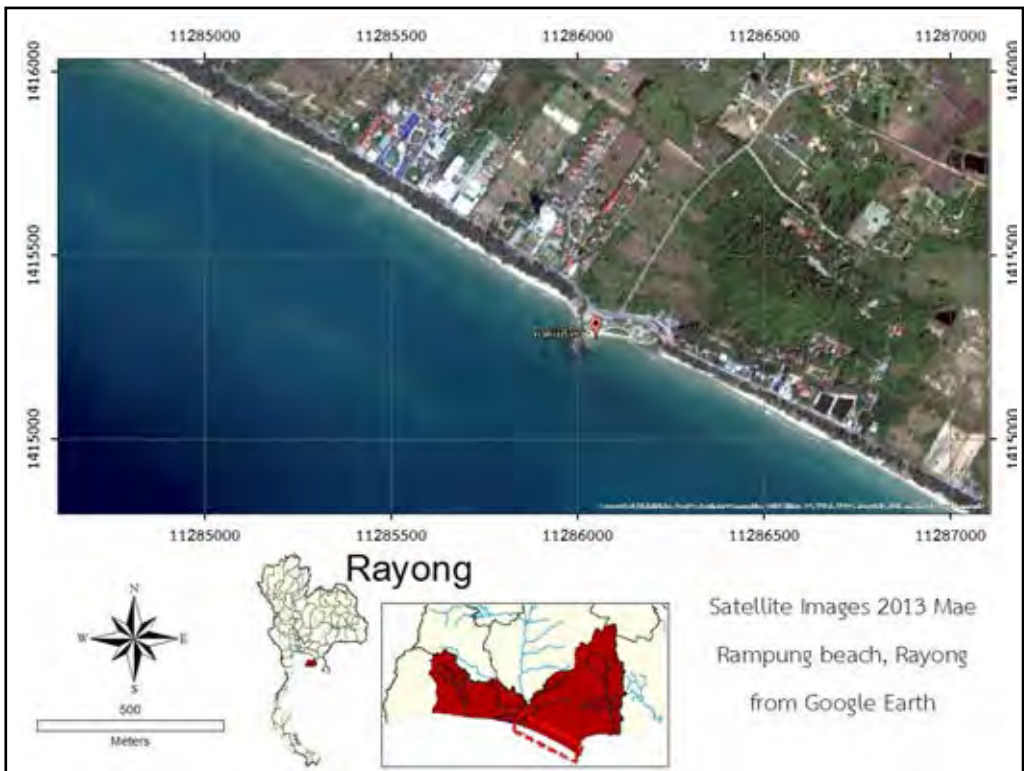 11285000 11285500 11286000 11286500 11287000
1416000 1416000
1415500 1415500
1415000 1415000
11285000 11285500 11286000 11286500 11287000
Rayong
N
W E
S
500
Meters
Satellite Images 2013 Mae
Rampung beach, Rayong
from Google Earth